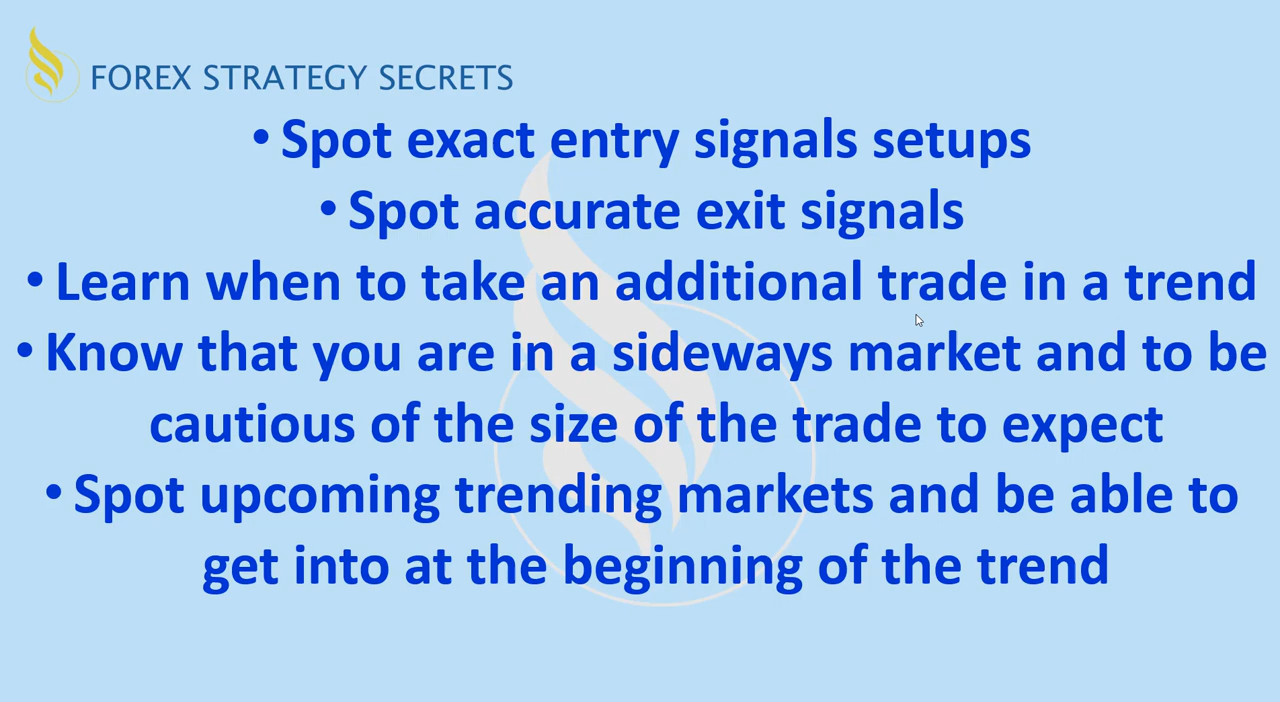 FOREX STRATEGY SECRETS
• Spot exact entry signals setups
• Spot accurate exit signals
• Learn when to take an additional trade in a trend
• Know that you are in a sideways market and to be
cautious of the size of the trade to expect
• Spot upcoming trending markets and be able to
get into at the beginning of the trend